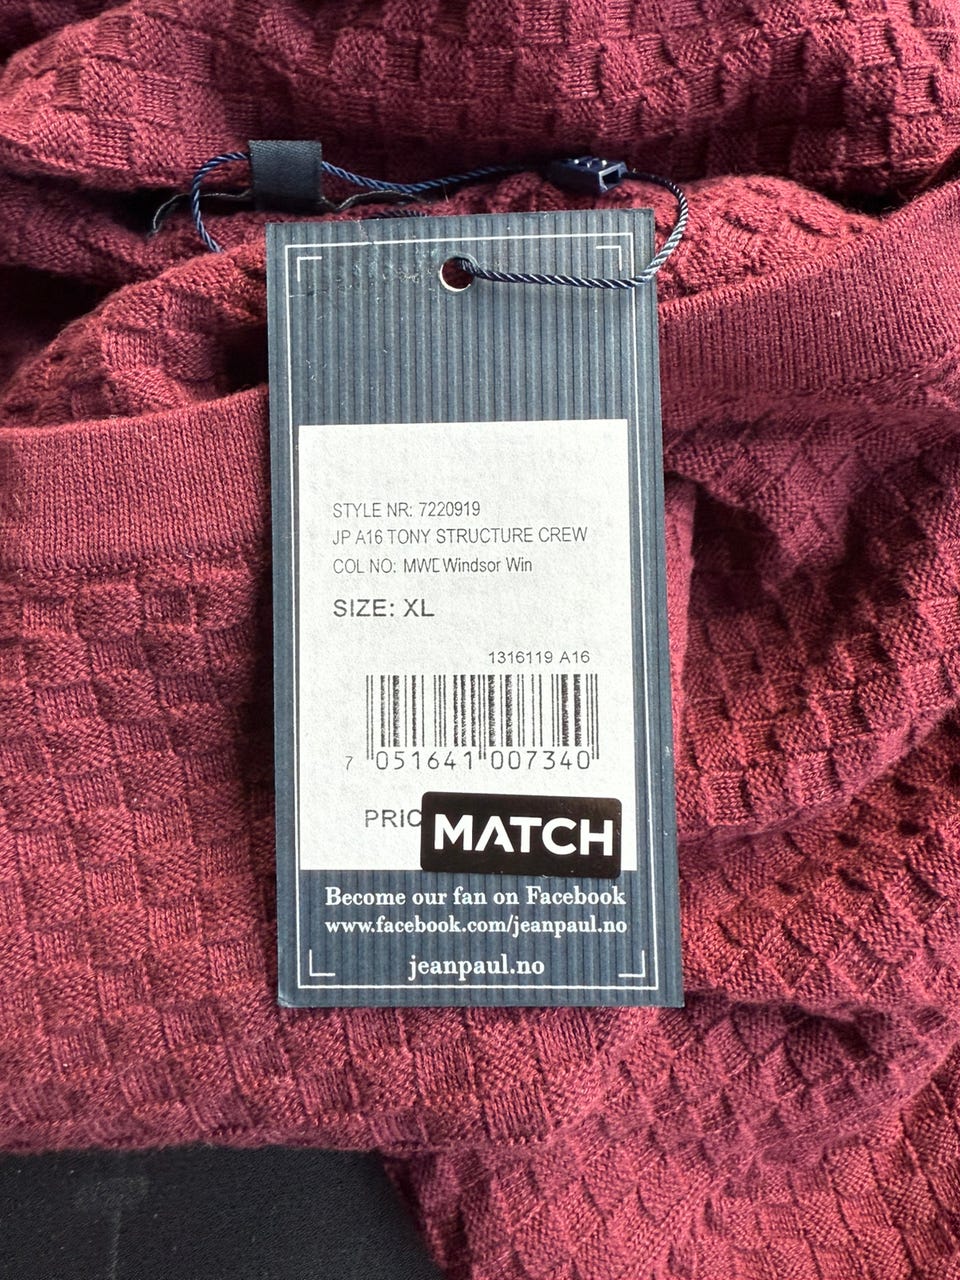 STYLE NR: 7220919
JP A16 TONY STRUCTURE CREW
COL NO: MWD Windsor Win
SIZE: XL
1316119 A16
7 051641 007340
PRIC
MATCH
Become our fan on Facebook
www.facebook.com/jeanpaul.no
jeanpaul.no